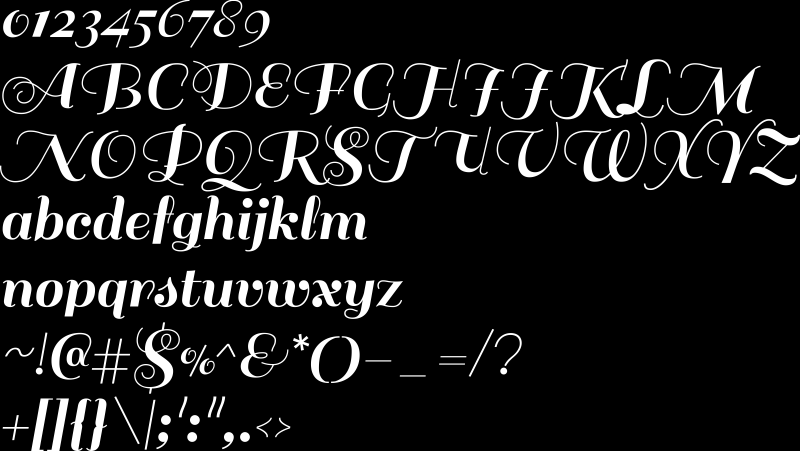 0123456789
ABCDEFGHIJKLM
NOPQRSTUVWXYZ
abcdefghijklm
nopqrstuvwxyz
~!@#$%^&*()-_=/?
+[]{}\|;':",.<>